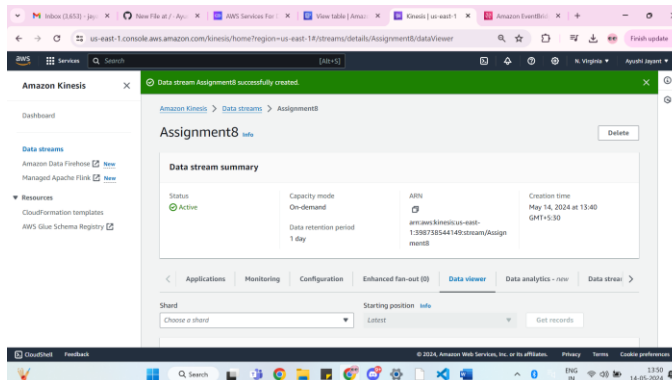 Inbox (3,653) - jay
New File at / - Ayu
AWS Services For
View table | Amaz
Kinesis | us-east-1
Amazon EventBrid
us-east-1.console.aws.amazon.com/kinesis/home?region=us-east-1#/streams/details/Assignment8/dataViewer
Finish update
aws
Services
Search
[Alt+S]
N. Virginia
Ayushi Jayant
Amazon Kinesis
Data stream Assignment8 successfully created.
Dashboard
Data streams
Amazon Data Firehose New
Managed Apache Flink New
Resources
CloudFormation templates
AWS Glue Schema Registry
Amazon Kinesis > Data streams > Assignment8
Assignment8 Info
Delete
Data stream summary
Status
Active
Capacity mode
On-demand
Data retention period
1 day
ARN
arn:aws:kinesis:us-east-
1:398738544149:stream/Assign
ment8
Creation time
May 14, 2024 at 13:40
GMT+5:30
Applications
Monitoring
Configuration
Enhanced fan-out (0)
Data viewer
Data analytics - new
Data strea
Shard
Choose a shard
Starting position Info
Latest
Get records
CloudShell
Feedback
© 2024, Amazon Web Services, Inc. or its affiliates.
Privacy
Terms
Cookie preferences
Search
ENG
IN
13:50
14-05-2024